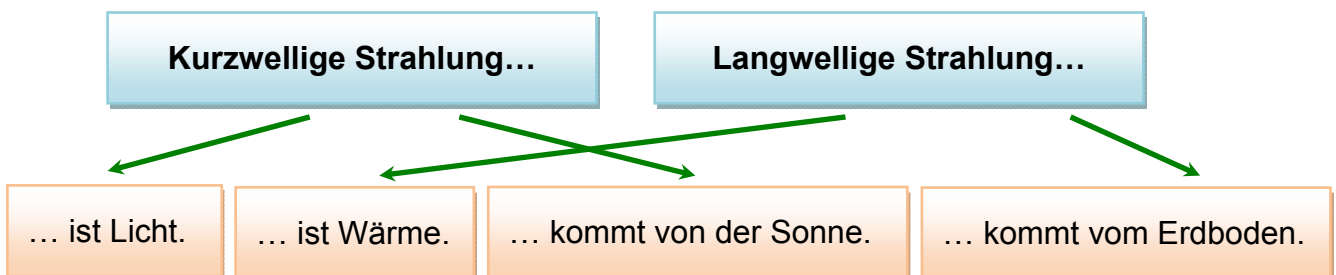 Kurzwellige Strahlung…
Langwellige Strahlung…
… ist Licht.
… ist Wärme.
… kommt von der Sonne.
… kommt vom Erdboden.